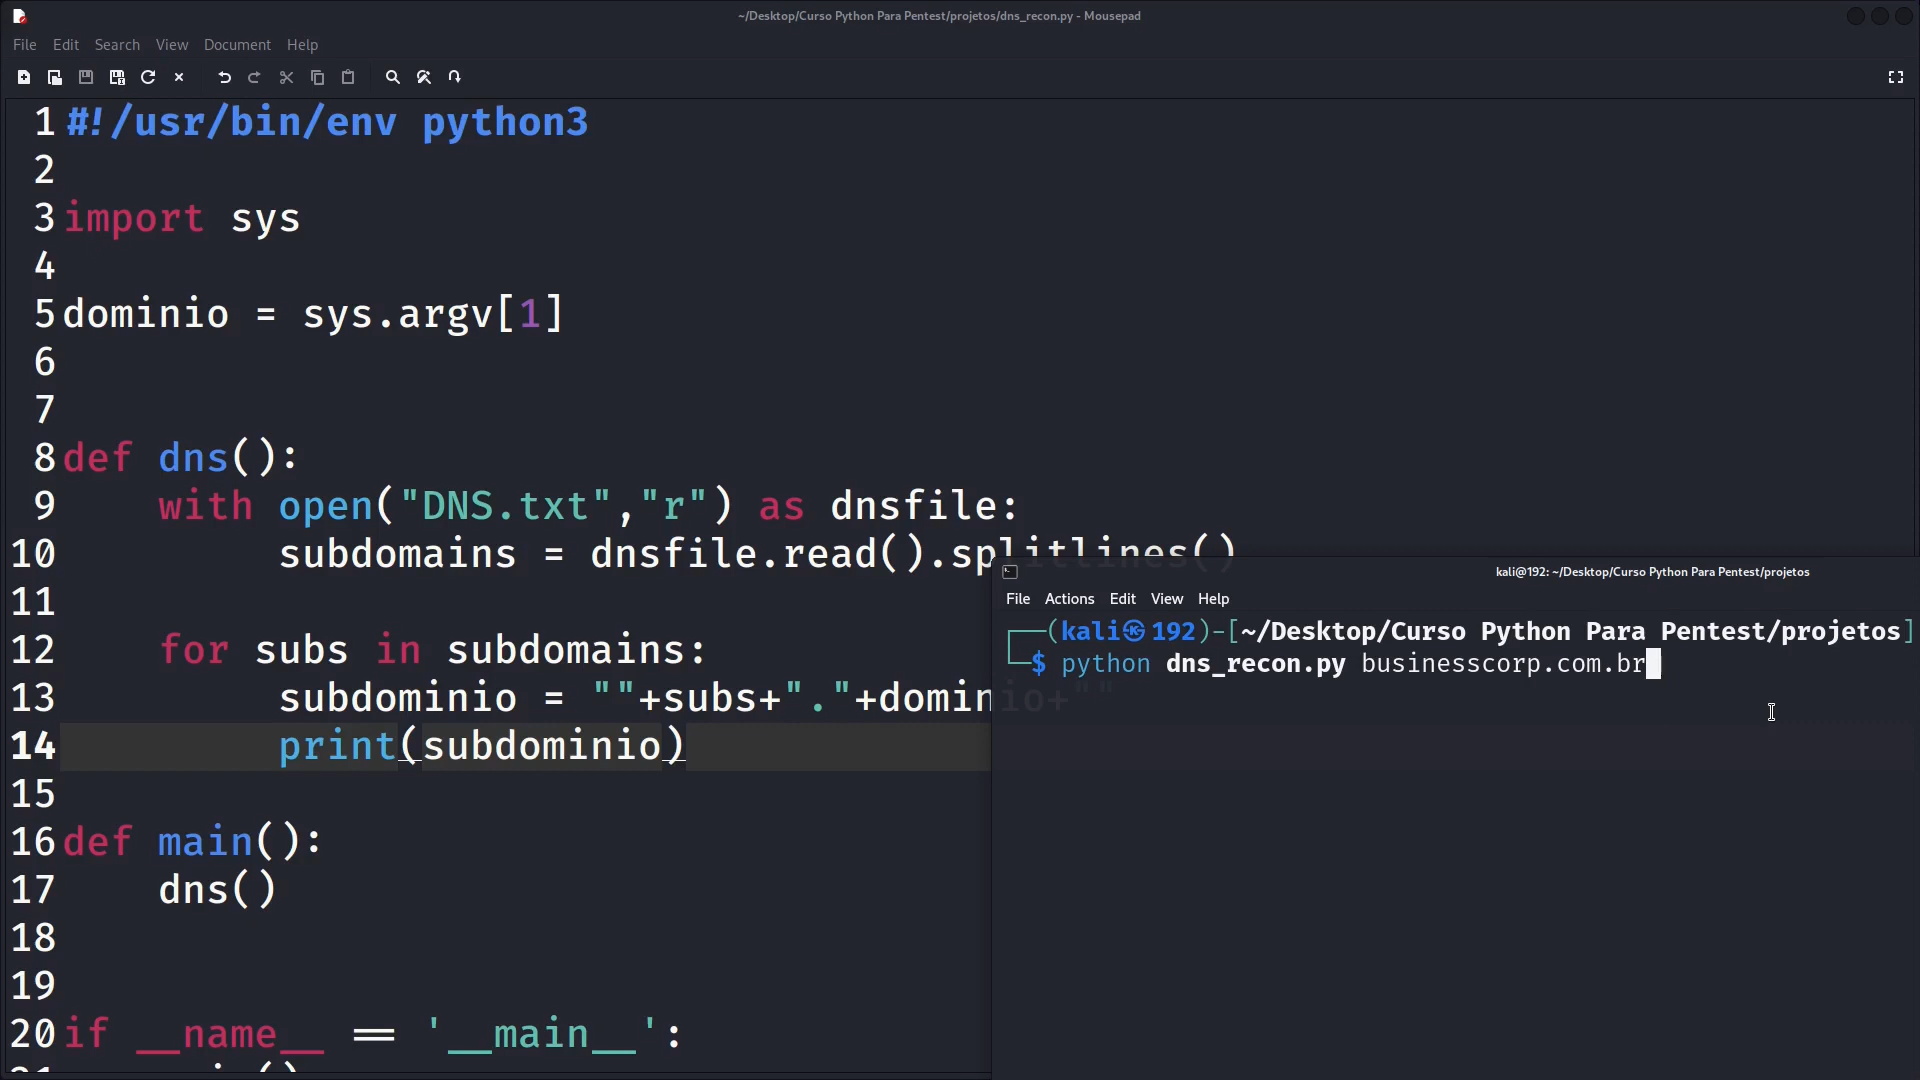 ~/Desktop/Curso Python Para Pentest/projetos/dns_recon.py - Mousepad
File Edit Search View Document Help
1 #!/usr/bin/env python3
2
3 import sys
4
5 dominio = sys.argv[1]
6
7
8 def dns():
9 with open("DNS.txt","r") as dnsfile:
10 subdomains = dnsfile.read().splitlines()
11
12 for subs in subdomains:
13 subdominio = ""+subs+"."+dominio+""
14 print(subdominio)
15
16 def main():
17 dns()
18
19
20 if __name__ == '__main__':
kali@192: ~/Desktop/Curso Python Para Pentest/projetos
File Actions Edit View Help
┌──(kali㉿192)-[~/Desktop/Curso Python Para Pentest/projetos]
└─$ python dns_recon.py businesscorp.com.br